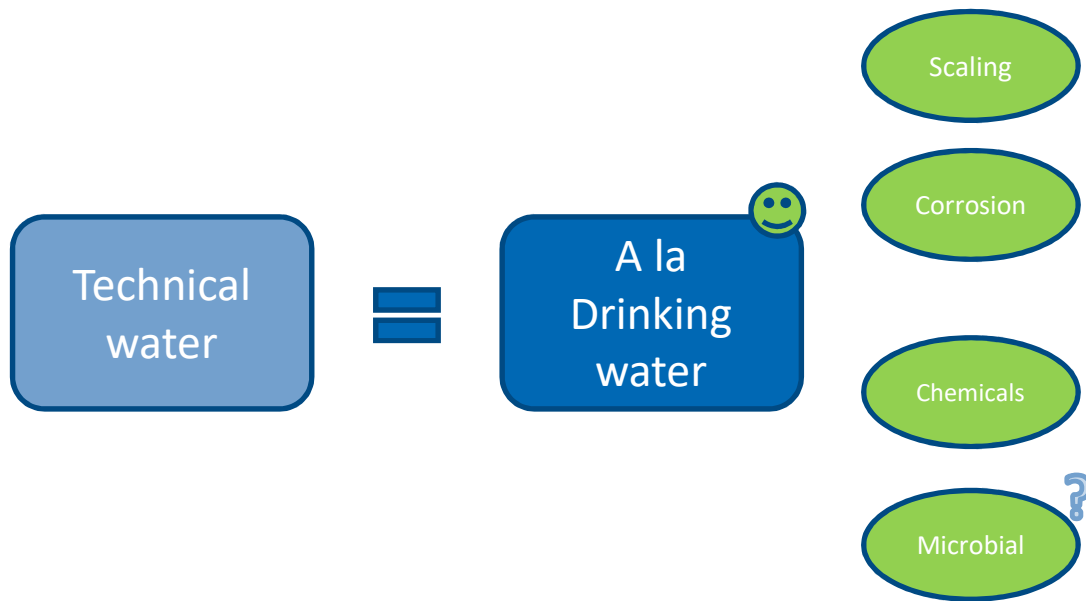 Technical
water
A la
Drinking
water
Scaling
Corrosion
Chemicals
?
Microbial